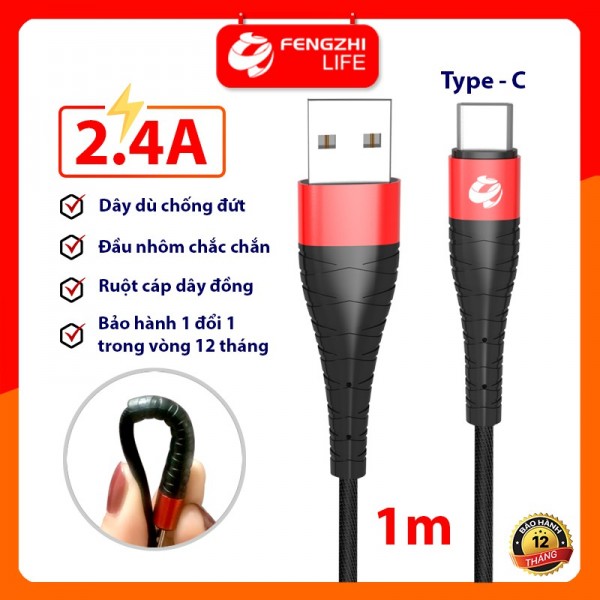 FENGZHI
LIFE
Type - C
2.4A
Dây dù chống đứt
Đầu nhôm chắc chắn
Ruột cáp dây đồng
Bảo hành 1 đổi 1
trong vòng 12 tháng
1m
BẢO HÀNH
12
THÁNG